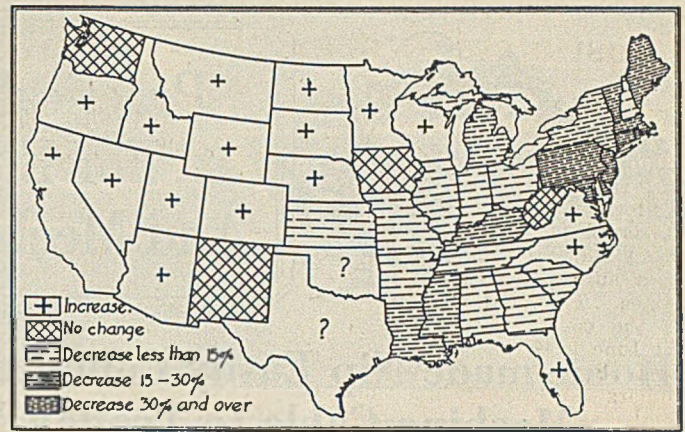 ?
?
Increase.
No change
Decrease less than 15%
Decrease 15-30%
Decrease 30% and over